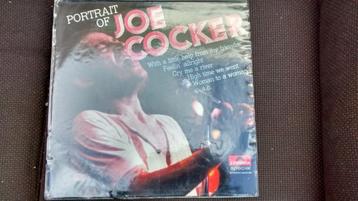 PORTRAIT
OF
JOE
COCKER
With a little help from my friends
Feelin' allright
Cry me a river
High time we went
Woman to a woman